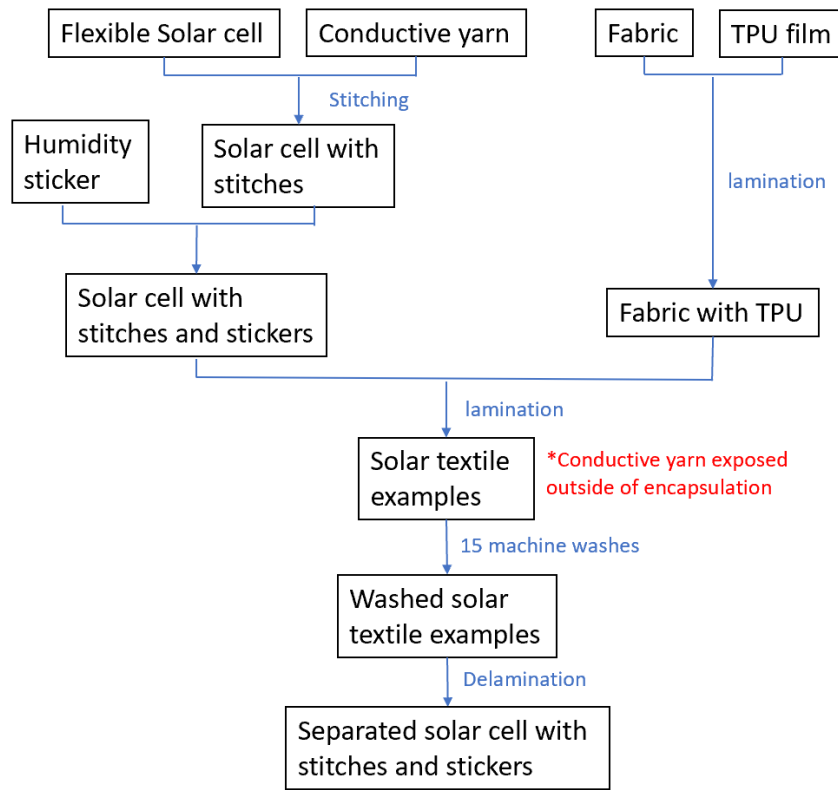 Flexible Solar cell
Conductive yarn
Fabric
TPU film
Stitching
Humidity
sticker
Solar cell with
stitches
lamination
Solar cell with
stitches and stickers
Fabric with TPU
lamination
Solar textile
examples
*Conductive yarn exposed
outside of encapsulation
15 machine washes
Washed solar
textile examples
Delamination
Separated solar cell with
stitches and stickers